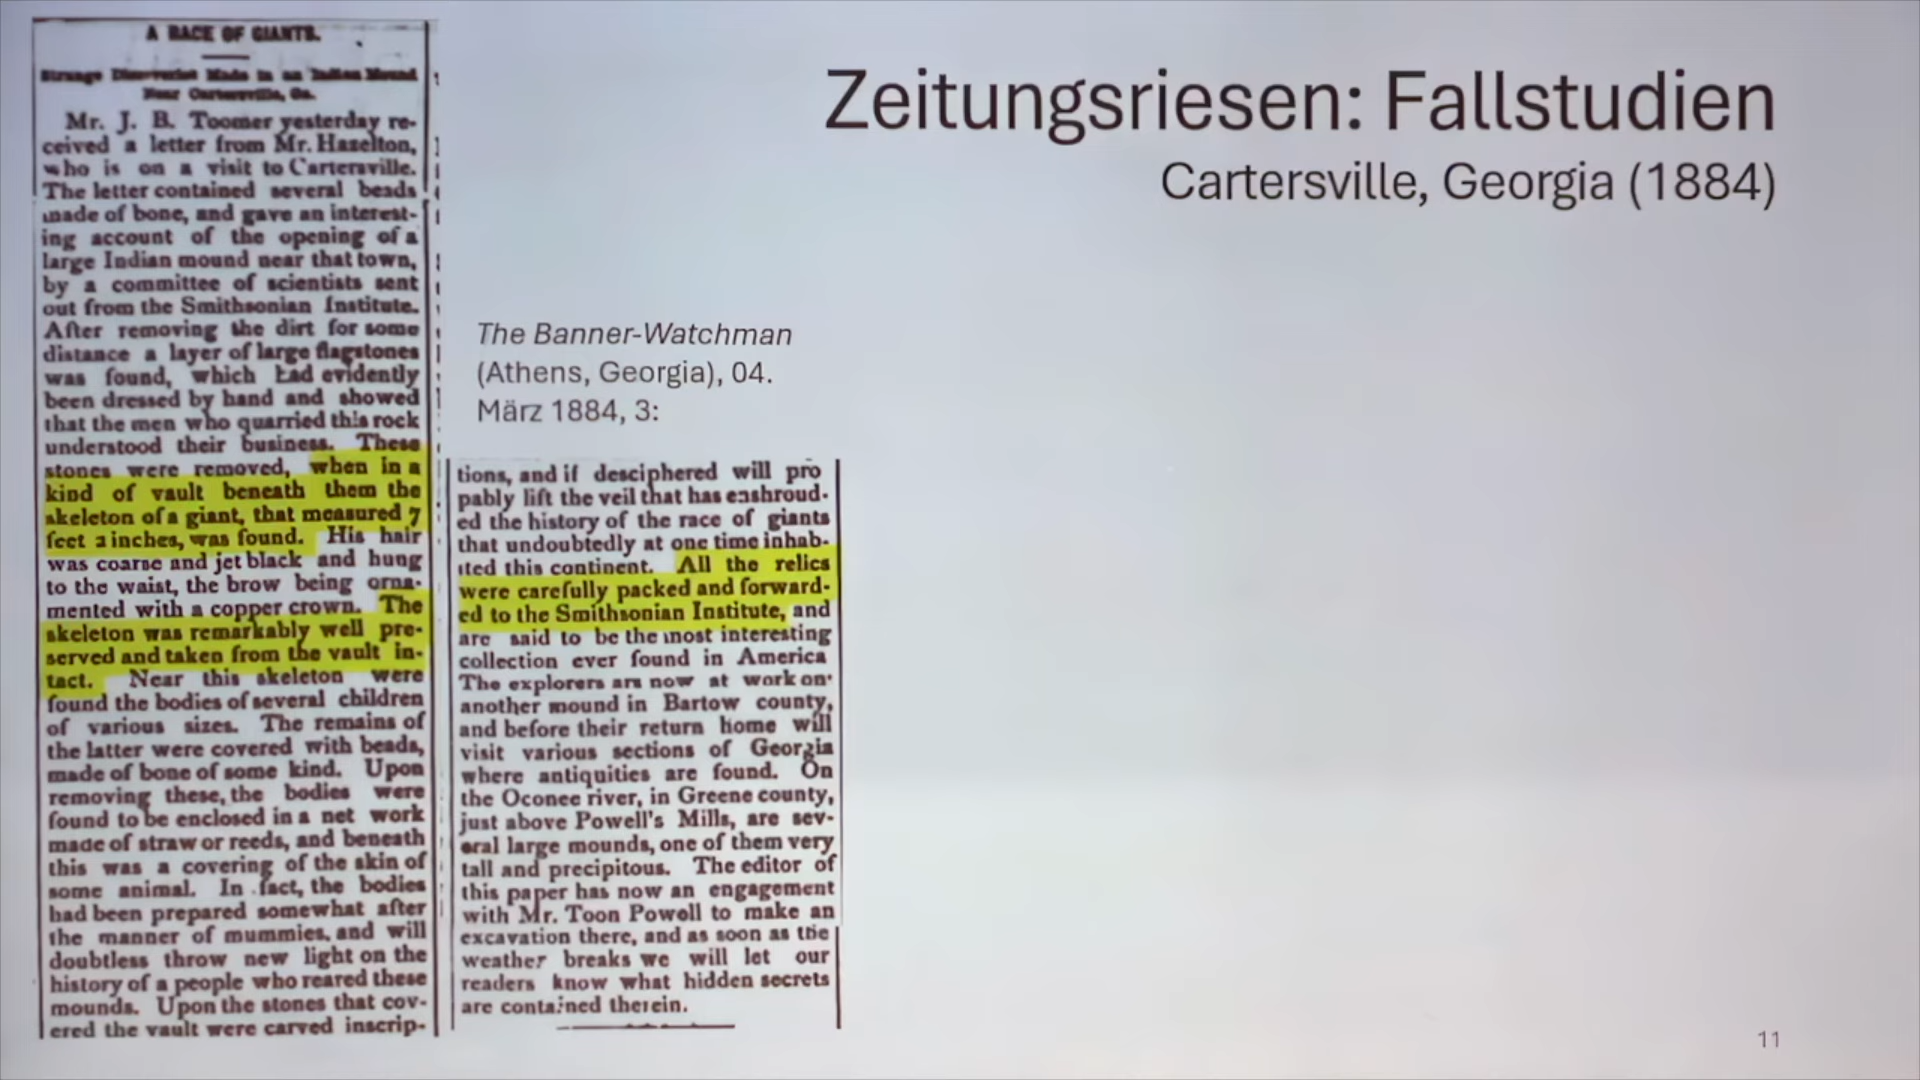 A RACE OF GIANTS.
Strange Discoveries Made in an Indian Mound
Near Cartersville, Ga.
Mr. J. B. Toomer yesterday re-
ceived a letter from Mr. Hazelton,
who is on a visit to Cartersville.
The letter contained several beads
made of bone, and gave an interest-
ing account of the opening of a
large Indian mound near that town,
by a committee of scientists sent
out from the Smithsonian Institute.
After removing the dirt for some
distance a layer of large flagstones
was found, which had evidently
been dressed by hand and showed
that the men who quarried this rock
understood their business. These
stones were removed, when in a
kind of vault beneath them the
skeleton of a giant, that measured 7
feet 2 inches, was found. His hair
was coarse and jet black and hung
to the waist, the brow being orna-
mented with a copper crown. The
skeleton was remarkably well pre-
served and taken from the vault in-
tact. Near this skeleton were
found the bodies of several children
of various sizes. The remains of
the latter were covered with beads,
made of bone of some kind. Upon
removing these, the bodies were
found to be enclosed in a net work
made of straw or reeds, and beneath
this was a covering of the skin of
some animal. In fact, the bodies
had been prepared somewhat after
the manner of mummies, and will
doubtless throw new light on the
history of a people who reared these
mounds. Upon the stones that cov-
ered the vault were carved inscrip-
Zeitungsriesen: Fallstudien
Cartersville, Georgia (1884)
The Banner-Watchman
(Athens, Georgia), 04.
März 1884, 3:
tions, and if desciphered will pro
pably lift the veil that has enshroud-
ed the history of the race of giants
that undoubtedly at one time inhab-
ited this continent. All the relics
were carefully packed and forward-
ed to the Smithsonian Institute, and
are said to be the most interesting
collection ever found in America
The explorers are now at work on
another mound in Bartow county,
and before their return home will
visit various sections of Georgia
where antiquities are found. On
the Oconee river, in Greene county,
just above Powell's Mills, are sev-
eral large mounds, one of them very
tall and precipitous. The editor of
this paper has now an engagement
with Mr. Toon Powell to make an
excavation there, and as soon as the
weather breaks we will let our
readers know what hidden secrets
are contained therein.
11